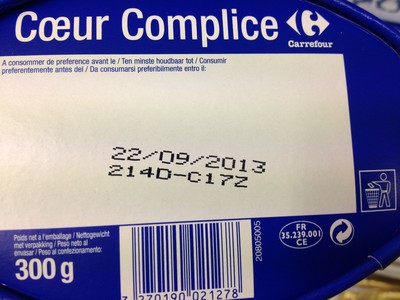 Cœur Complice
Carrefour
A consommer de preference avant le / Ten minste houdbaar tot / Consumir
preferentemente antes del / Da consumarsi preferibilmente entro il:
22/09/2013
214D-C17Z
Poids net a l'emballage / Nettogewicht
met verpakking / Peso neto al
envasar / Peso al confezionamento:
300 g
3 270190 021278
20805005
FR
35.239.001
CE